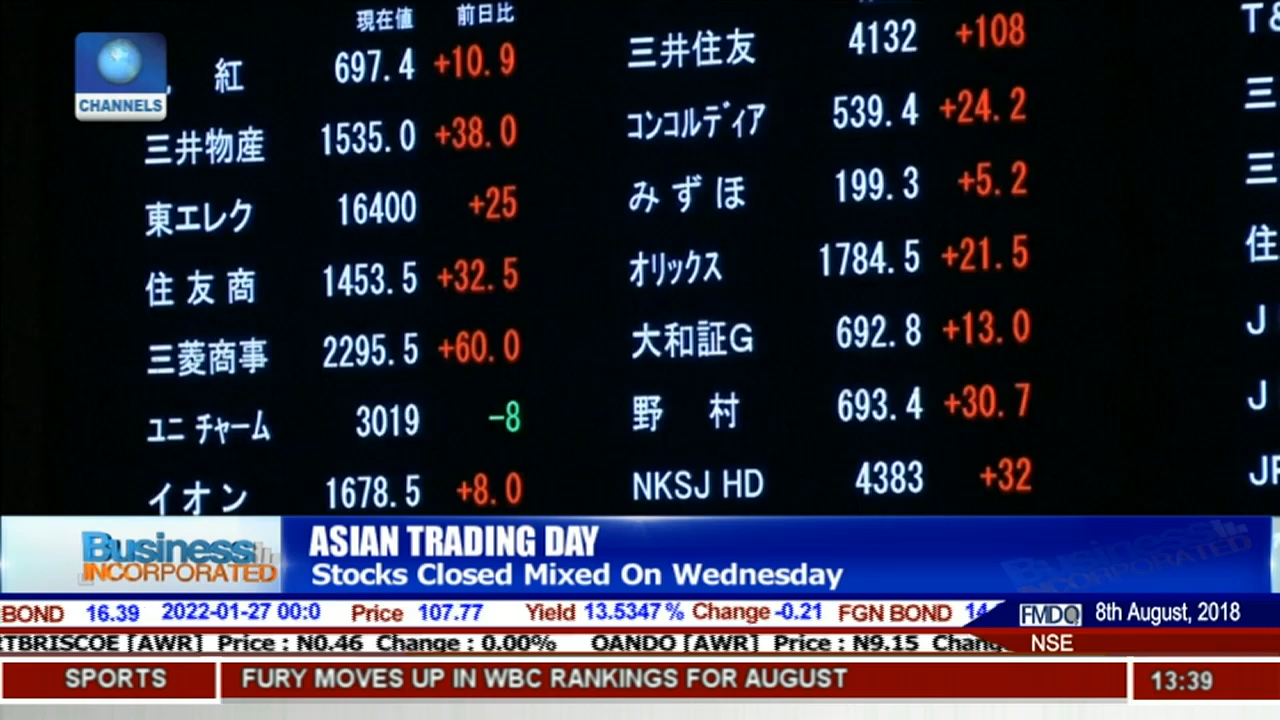 現在値 前日比
紅 697.4 +10.9
三井物産 1535.0 +38.0
東エレク 16400 +25
住友商 1453.5 +32.5
三菱商事 2295.5 +60.0
ユニチャーム 3019 -8
イオン 1678.5 +8.0
三井住友 4132 +108
コンコルディア 539.4 +24.2
みずほ 199.3 +5.2
オリックス 1784.5 +21.5
大和証G 692.8 +13.0
野村 693.4 +30.7
NKSJ HD 4383 +32
CHANNELS
Business INCORPORATED
ASIAN TRADING DAY
Stocks Closed Mixed On Wednesday
BOND 16.39 2022-01-27 00:0 Price 107.77 Yield 13.5347% Change -0.21 FGN BOND 14
FMDQ 8th August, 2018
RTBRISCOE [AWR] Price : N0.46 Change : 0.00% OANDO [AWR] Price : N9.15 Chang
NSE
SPORTS FURY MOVES UP IN WBC RANKINGS FOR AUGUST 13:39